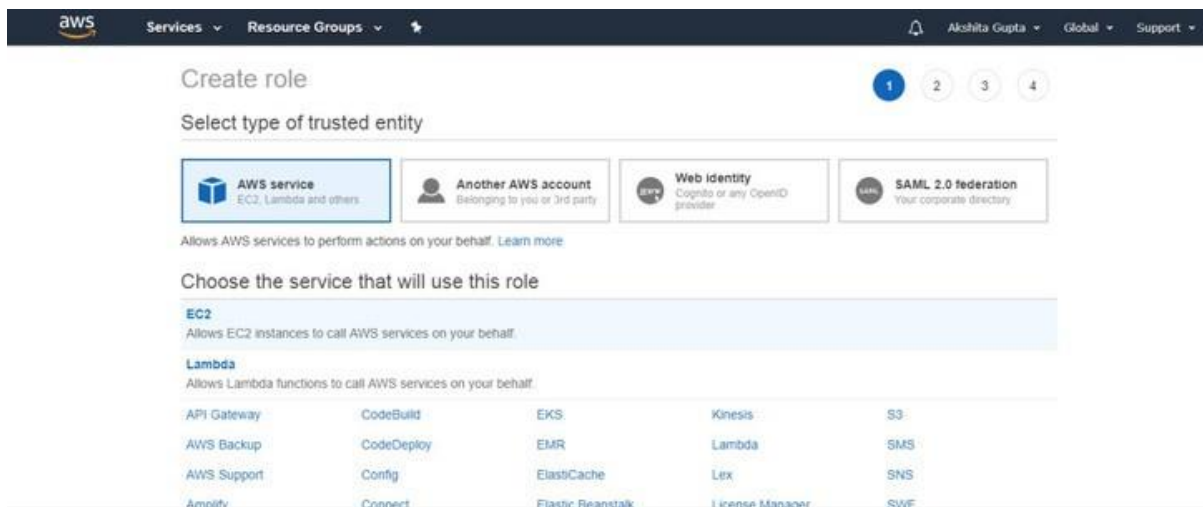 aws Services Resource Groups Akshita Gupta Global Support
Create role 1 2 3 4
Select type of trusted entity
AWS service
EC2, Lambda and others
Another AWS account
Belonging to you or 3rd party
Web identity
Cognito or any OpenID
provider
SAML 2.0 federation
Your corporate directory
Allows AWS services to perform actions on your behalf. Learn more
Choose the service that will use this role
EC2
Allows EC2 instances to call AWS services on your behalf.
Lambda
Allows Lambda functions to call AWS services on your behalf.
API Gateway CodeBuild EKS Kinesis S3
AWS Backup CodeDeploy EMR Lambda SMS
AWS Support Config ElastiCache Lex SNS
Amplify Connect Elastic Beanstalk License Manager SWF